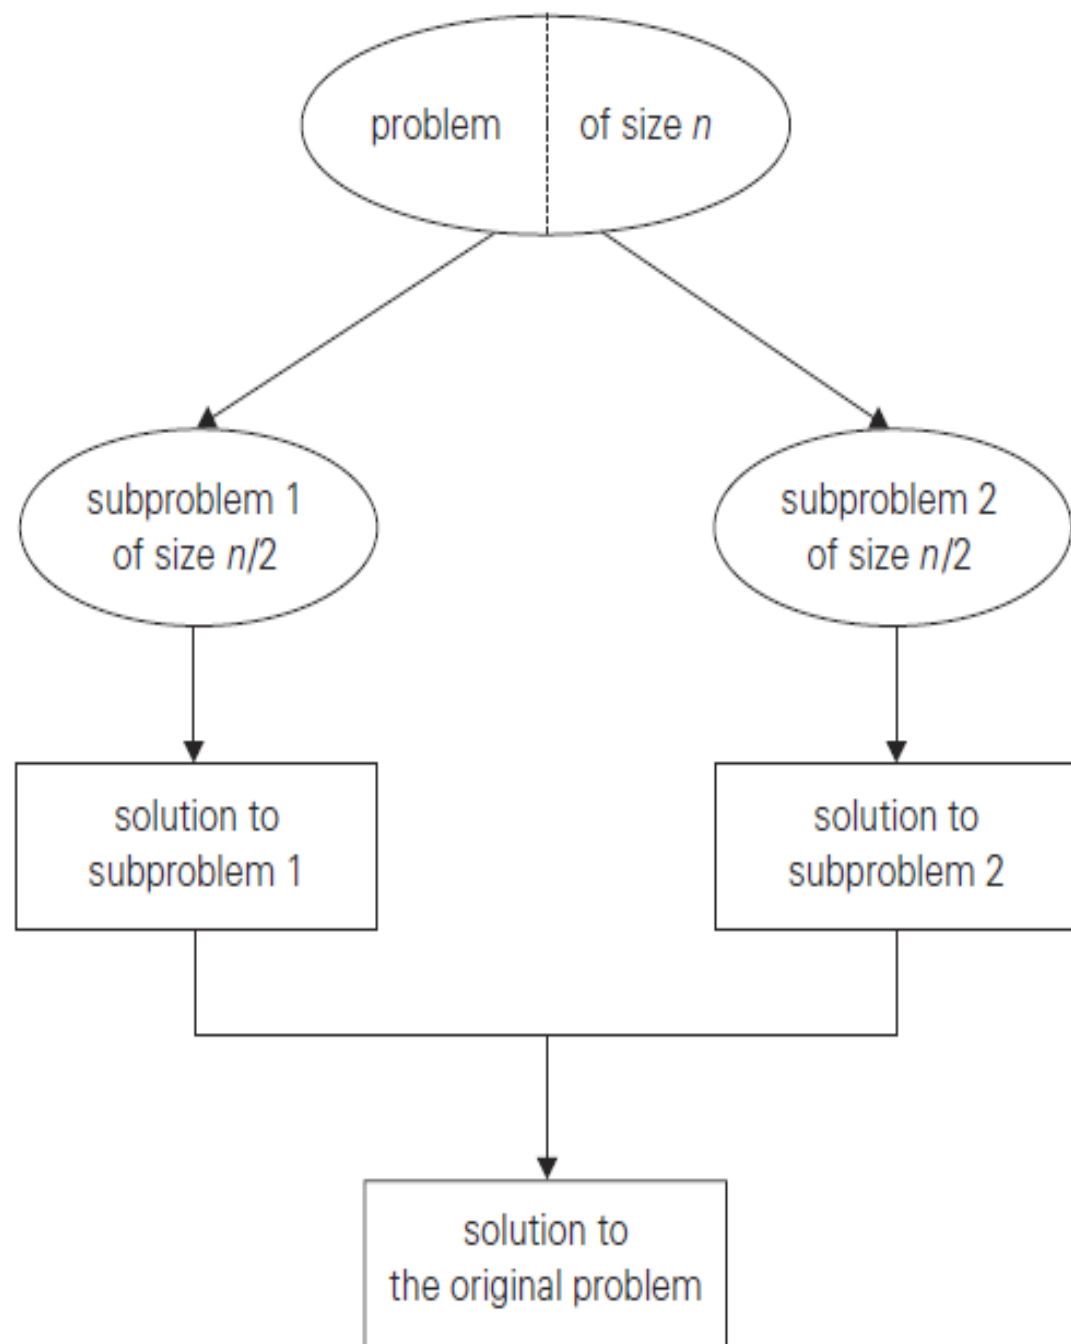 problem of size n
subproblem 1
of size n/2
subproblem 2
of size n/2
solution to
subproblem 1
solution to
subproblem 2
solution to
the original problem